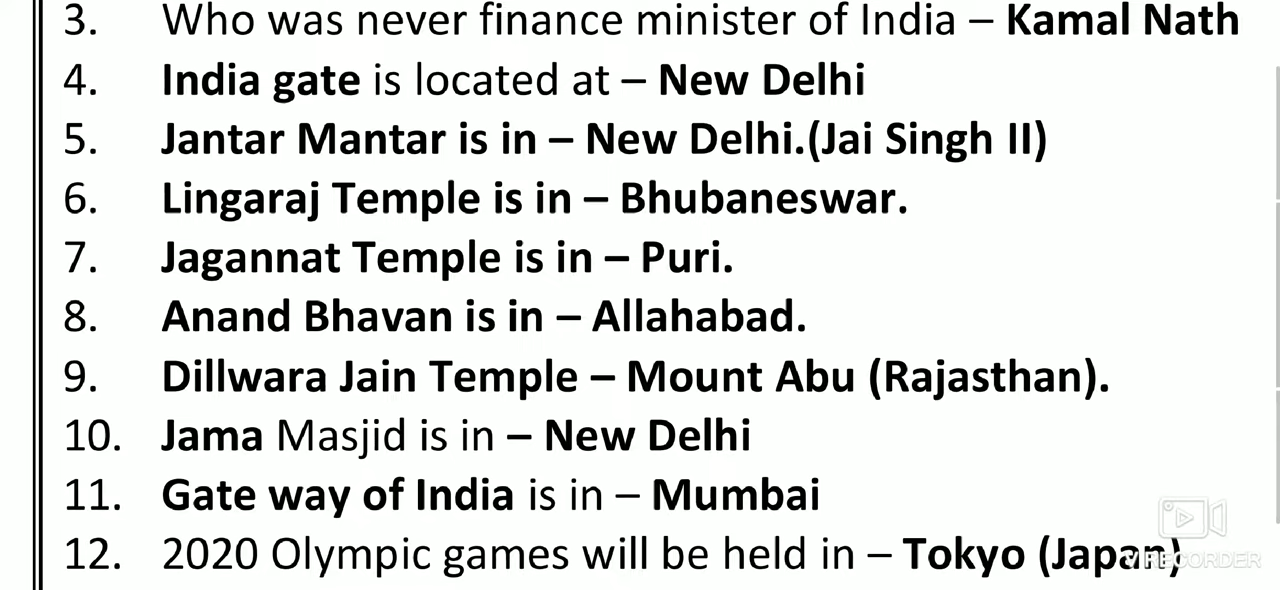 3. Who was never finance minister of India – Kamal Nath
4. India gate is located at – New Delhi
5. Jantar Mantar is in – New Delhi.(Jai Singh II)
6. Lingaraj Temple is in – Bhubaneswar.
7. Jagannat Temple is in – Puri.
8. Anand Bhavan is in – Allahabad.
9. Dillwara Jain Temple – Mount Abu (Rajasthan).
10. Jama Masjid is in – New Delhi
11. Gate way of India is in – Mumbai
12. 2020 Olympic games will be held in – Tokyo (Japan)
V RECORDER